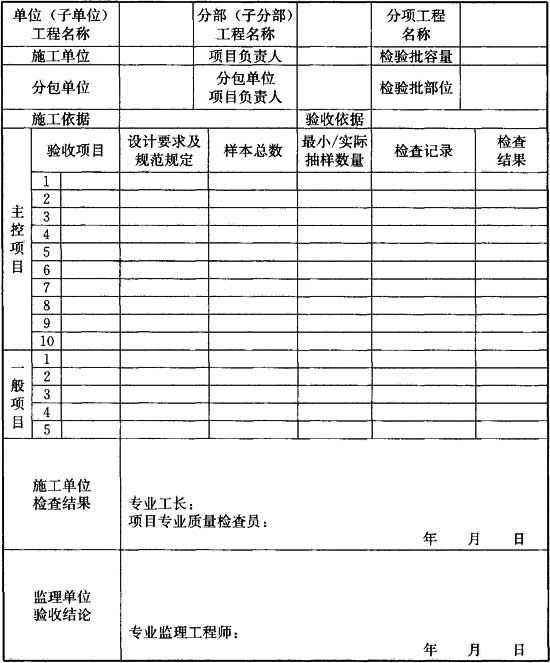 单位（子单位） 分部（子分部） 分项工程
工程名称 工程名称 名称
施工单位 项目负责人 检验批容量
分包单位 分包单位 检验批部位
项目负责人
施工依据 验收依据
验收项目 设计要求及 样本总数 最小/实际 检查记录 检查
规范规定 抽样数量 结果
主控项目
1
2
3
4
5
6
7
8
9
10
一般项目
1
2
3
4
5
施工单位
检查结果
专业工长：
项目专业质量检查员：
年 月 日
监理单位
验收结论
专业监理工程师：
年 月 日